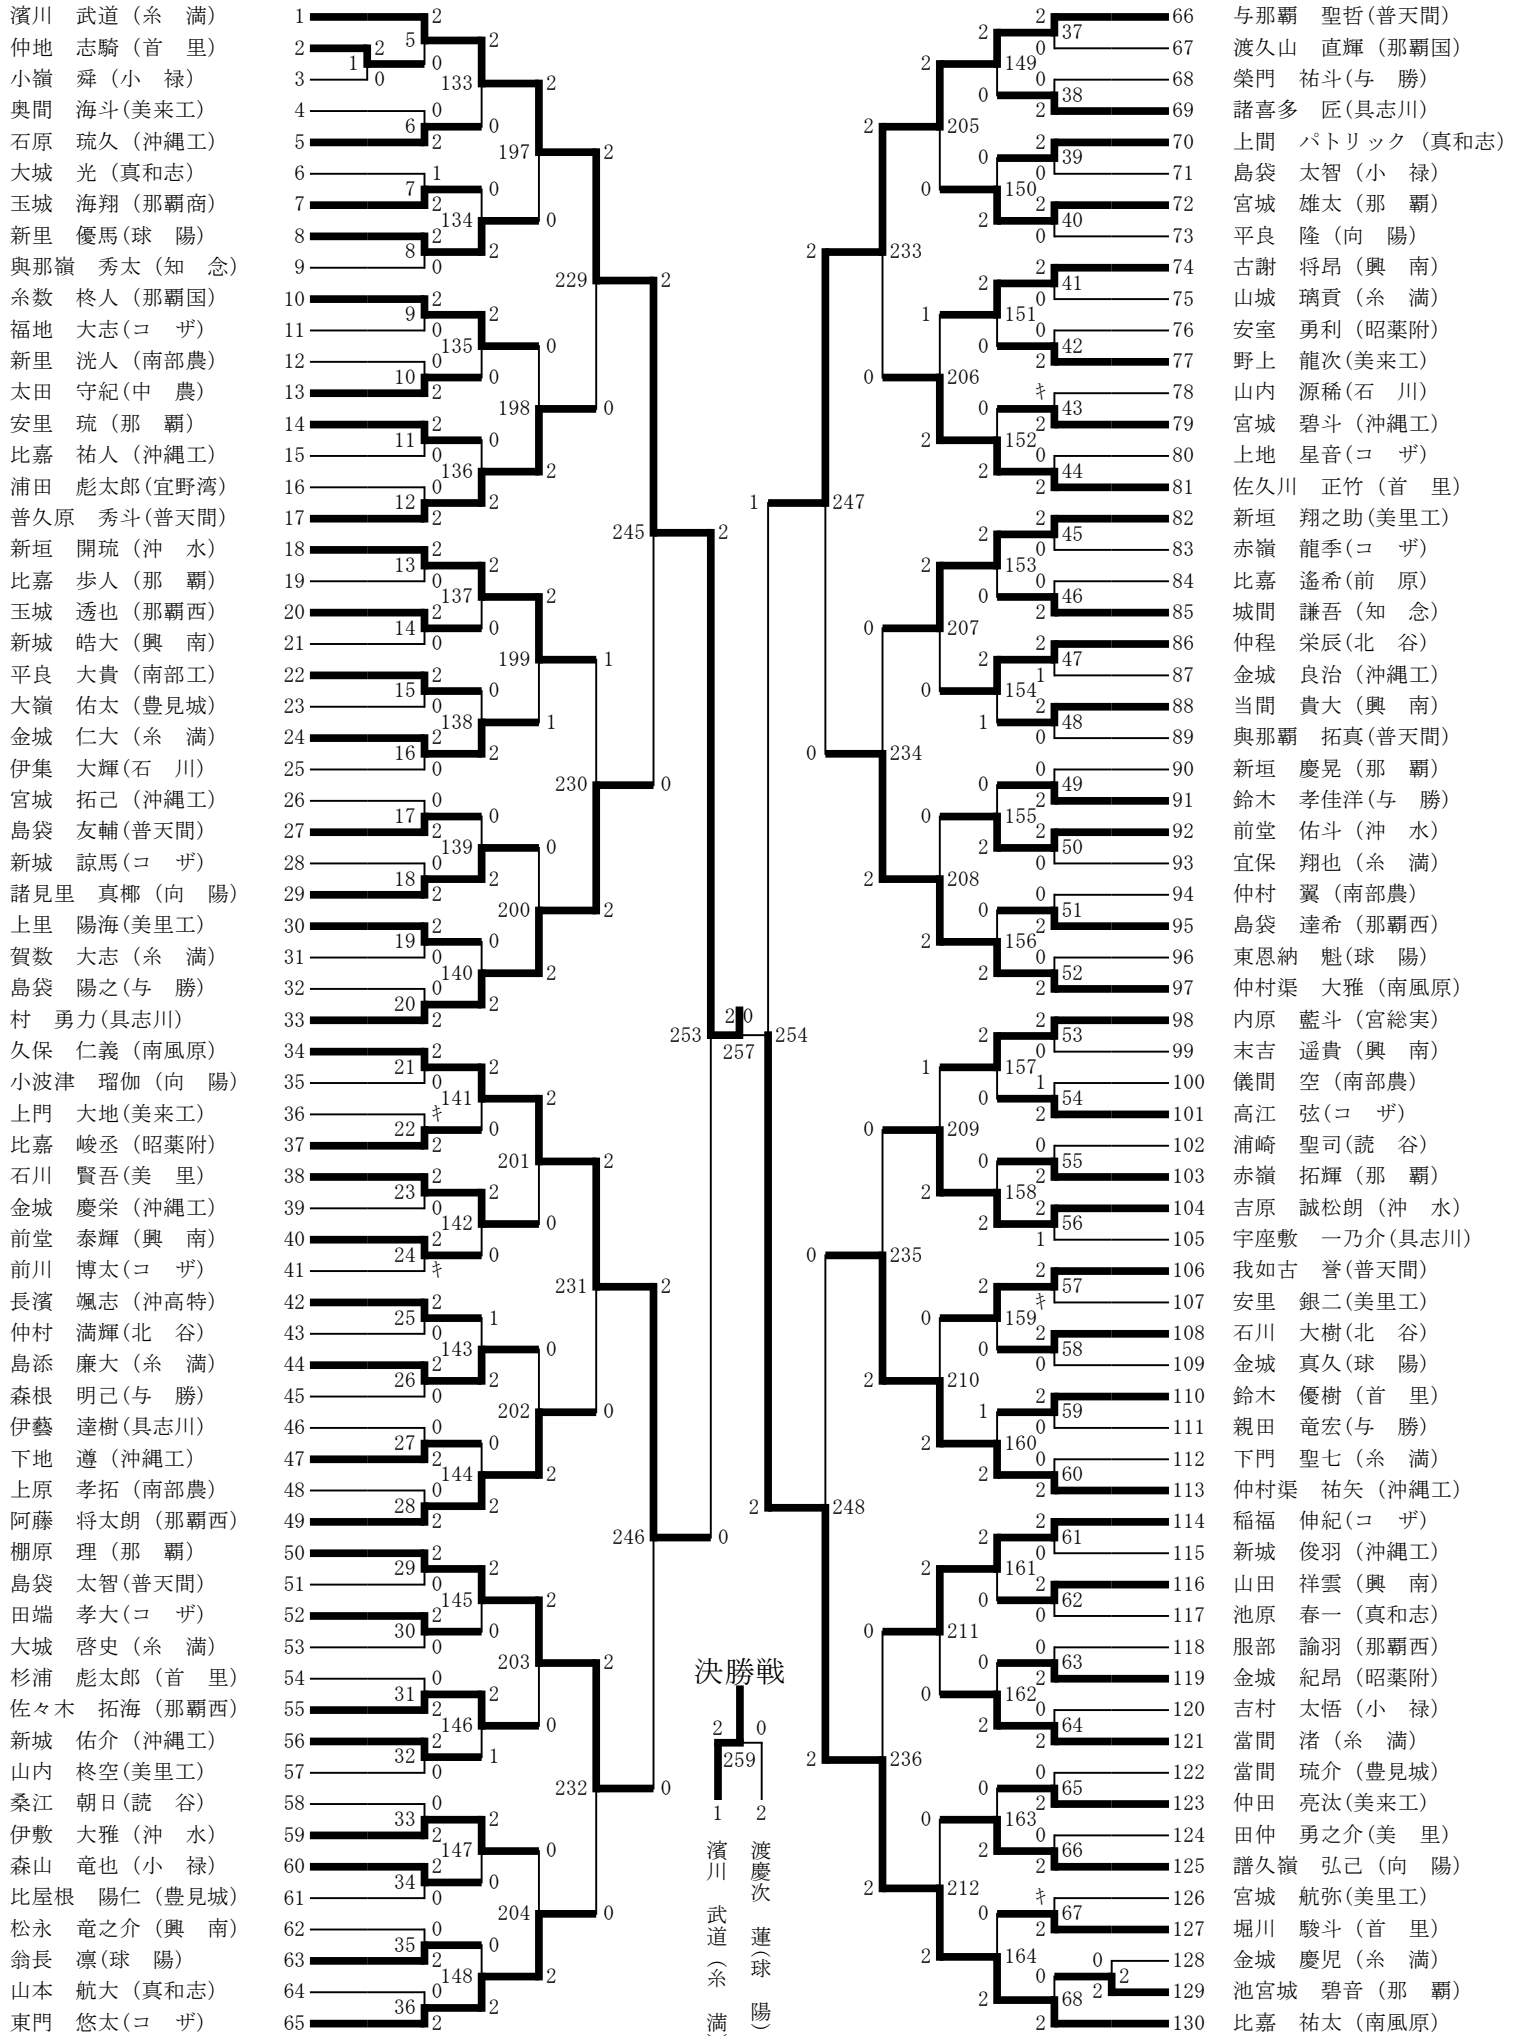 濱川　武道（糸　満） 1
仲地　志騎（首　里） 2
小嶺　舜（小　禄） 3
奥間　海斗(美来工) 4
石原　琉久（沖縄工） 5
大城　光（真和志） 6
玉城　海翔（那覇商） 7
新里　優馬(球　陽) 8
與那嶺　秀太（知　念） 9
糸数　柊人（那覇国） 10
福地　大志(コ　ザ) 11
新里　洸人（南部農） 12
太田　守紀(中　農) 13
安里　琉（那　覇） 14
比嘉　祐人（沖縄工） 15
浦田　彪太郎(宜野湾) 16
普久原　秀斗(普天間) 17
新垣　開琉（沖　水） 18
比嘉　歩人（那　覇） 19
玉城　透也（那覇西） 20
新城　皓大（興　南） 21
平良　大貴（南部工） 22
大嶺　佑太（豊見城） 23
金城　仁大（糸　満） 24
伊集　大輝(石　川) 25
宮城　拓己（沖縄工） 26
島袋　友輔(普天間) 27
新城　諒馬(コ　ザ) 28
諸見里　真椰（向　陽） 29
上里　陽海(美里工) 30
賀数　大志（糸　満） 31
島袋　陽之(与　勝) 32
村　勇力(具志川) 33
久保　仁義（南風原） 34
小波津　瑠伽（向　陽） 35
上門　大地(美来工) 36
比嘉　峻丞（昭薬附） 37
石川　賢吾(美　里) 38
金城　慶栄（沖縄工） 39
前堂　泰輝（興　南） 40
前川　博太(コ　ザ) 41
長濱　颯志（沖高特） 42
仲村　満輝(北　谷) 43
島添　廉大（糸　満） 44
森根　明己(与　勝) 45
伊藝　達樹(具志川) 46
下地　遵（沖縄工） 47
上原　孝拓（南部農） 48
阿藤　将太朗（那覇西） 49
棚原　理（那　覇） 50
島袋　太智(普天間) 51
田端　孝大(コ　ザ) 52
大城　啓史（糸　満） 53
杉浦　彪太郎（首　里） 54
佐々木　拓海（那覇西） 55
新城　佑介（沖縄工） 56
山内　柊空(美里工) 57
桑江　朝日(読　谷) 58
伊敷　大雅（沖　水） 59
森山　竜也（小　禄） 60
比屋根　陽仁（豊見城） 61
松永　竜之介（興　南） 62
翁長　凛(球　陽) 63
山本　航大（真和志） 64
東門　悠太(コ　ザ) 65
66 与那覇　聖哲(普天間)
67 渡久山　直輝（那覇国）
68 榮門　祐斗(与　勝)
69 諸喜多　匠(具志川)
70 上間　パトリック（真和志）
71 島袋　太智（小　禄）
72 宮城　雄太（那　覇）
73 平良　隆（向　陽）
74 古謝　将昂（興　南）
75 山城　璃貢（糸　満）
76 安室　勇利（昭薬附）
77 野上　龍次(美来工)
78 山内　源稀(石　川)
79 宮城　碧斗（沖縄工）
80 上地　星音(コ　ザ)
81 佐久川　正竹（首　里）
82 新垣　翔之助(美里工)
83 赤嶺　龍季(コ　ザ)
84 比嘉　遙希(前　原)
85 城間　謙吾（知　念）
86 仲程　栄辰(北　谷)
87 金城　良治（沖縄工）
88 当間　貴大（興　南）
89 與那覇　拓真(普天間)
90 新垣　慶晃（那　覇）
91 鈴木　孝佳洋(与　勝)
92 前堂　佑斗（沖　水）
93 宜保　翔也（糸　満）
94 仲村　翼（南部農）
95 島袋　達希（那覇西）
96 東恩納　魁(球　陽)
97 仲村渠　大雅（南風原）
98 内原　藍斗（宮総実）
99 末吉　遥貴（興　南）
100 儀間　空（南部農）
101 高江　弦(コ　ザ)
102 浦崎　聖司(読　谷)
103 赤嶺　拓輝（那　覇）
104 吉原　誠松朗（沖　水）
105 宇座敷　一乃介(具志川)
106 我如古　誉(普天間)
107 安里　銀二(美里工)
108 石川　大樹(北　谷)
109 金城　真久(球　陽)
110 鈴木　優樹（首　里）
111 親田　竜宏(与　勝)
112 下門　聖七（糸　満）
113 仲村渠　祐矢（沖縄工）
114 稲福　伸紀(コ　ザ)
115 新城　俊羽（沖縄工）
116 山田　祥雲（興　南）
117 池原　春一（真和志）
118 服部　諭羽（那覇西）
119 金城　紀昂（昭薬附）
120 吉村　太悟（小　禄）
121 當間　渚（糸　満）
122 當間　琉介（豊見城）
123 仲田　亮汰(美来工)
124 田仲　勇之介(美　里)
125 譜久嶺　弘己（向　陽）
126 宮城　航弥(美里工)
127 堀川　駿斗（首　里）
128 金城　慶児（糸　満）
129 池宮城　碧音（那　覇）
130 比嘉　祐太（南風原）
253 257 254
2 0
決勝戦
2 0
259
1 2
濱川　武道（糸　満）
渡慶次　蓮(球　陽)